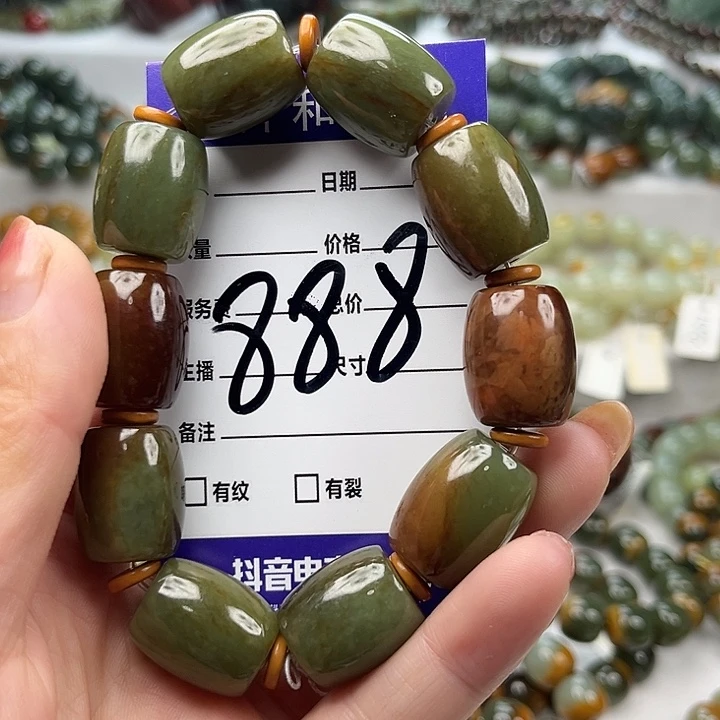 和
日期
量 价格
服务费 总价
888
主播 尺寸
备注
有纹 有裂
抖音电